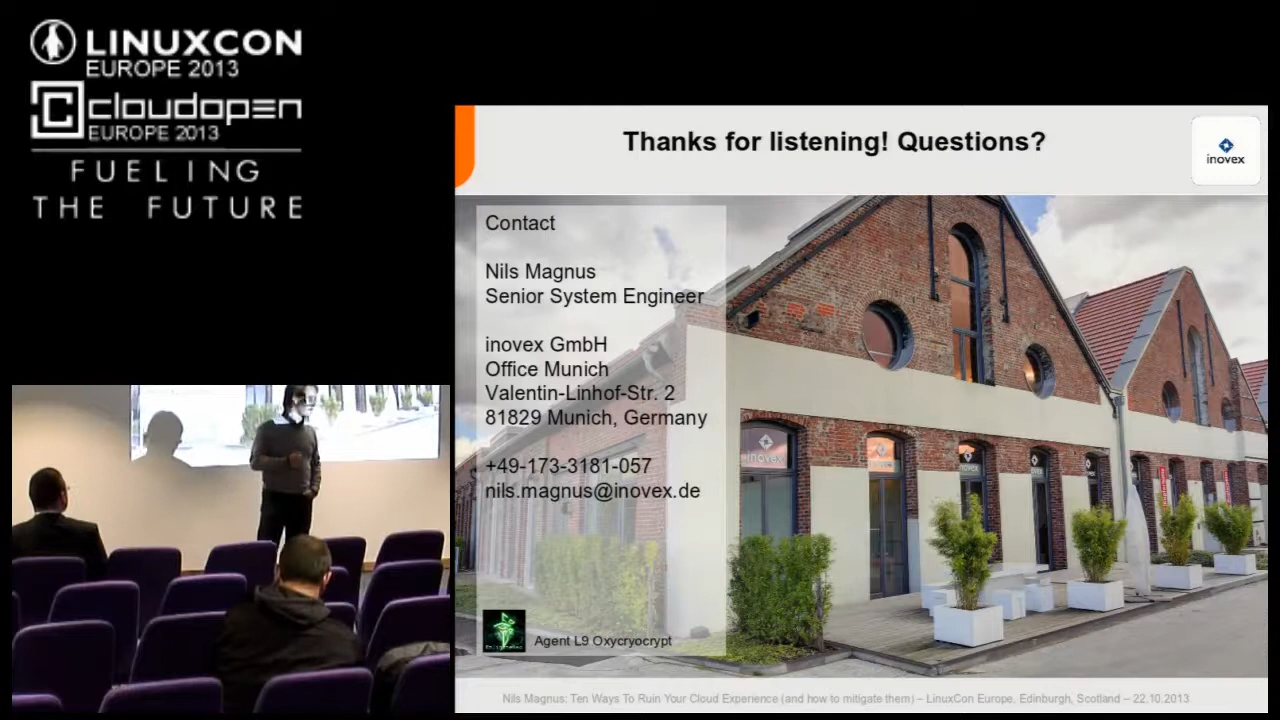 LINUXCON
EUROPE 2013
cloudopen
EUROPE 2013
FUELING
THE FUTURE
Thanks for listening! Questions?
inovex
Contact
Nils Magnus
Senior System Engineer
inovex GmbH
Office Munich
Valentin-Linhof-Str. 2
81829 Munich, Germany
+49-173-3181-057
nils.magnus@inovex.de
inovex
Agent L9 Oxycryocrypt
Nils Magnus: Ten Ways To Ruin Your Cloud Experience (and how to mitigate them) – LinuxCon Europe, Edinburgh, Scotland – 22.10.2013